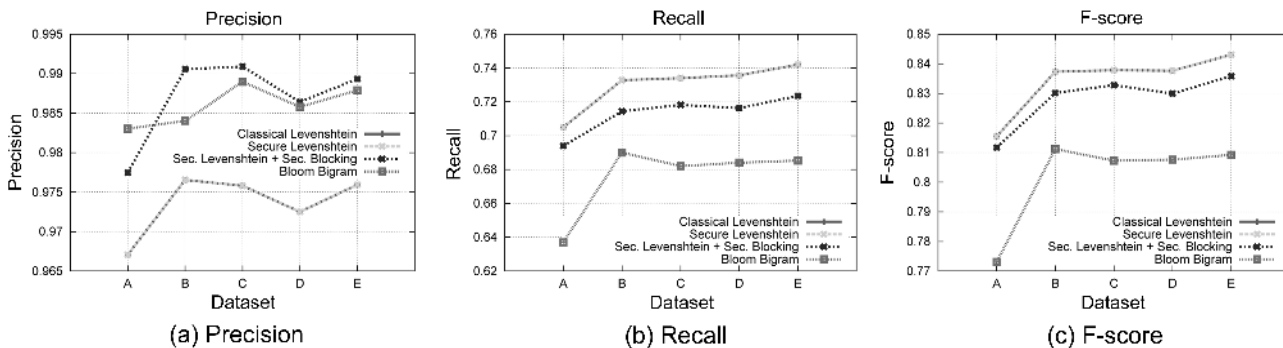 Precision
Precision
0.995
0.99
0.985
0.98
0.975
0.97
0.965
Classical Levenshtein
Secure Levenshtein
Sec. Levenshtein + Sec. Blocking
Bloom Bigram
A B C D E
Dataset
(a) Precision
Recall
Recall
0.76
0.74
0.72
0.7
0.68
0.66
0.64
0.62
Classical Levenshtein
Secure Levenshtein
Sec. Levenshtein + Sec. Blocking
Bloom Bigram
A B C D E
Dataset
(b) Recall
F-score
F-score
0.85
0.84
0.83
0.82
0.81
0.8
0.79
0.78
0.77
Classical Levenshtein
Secure Levenshtein
Sec. Levenshtein + Sec. Blocking
Bloom Bigram
A B C D E
Dataset
(c) F-score